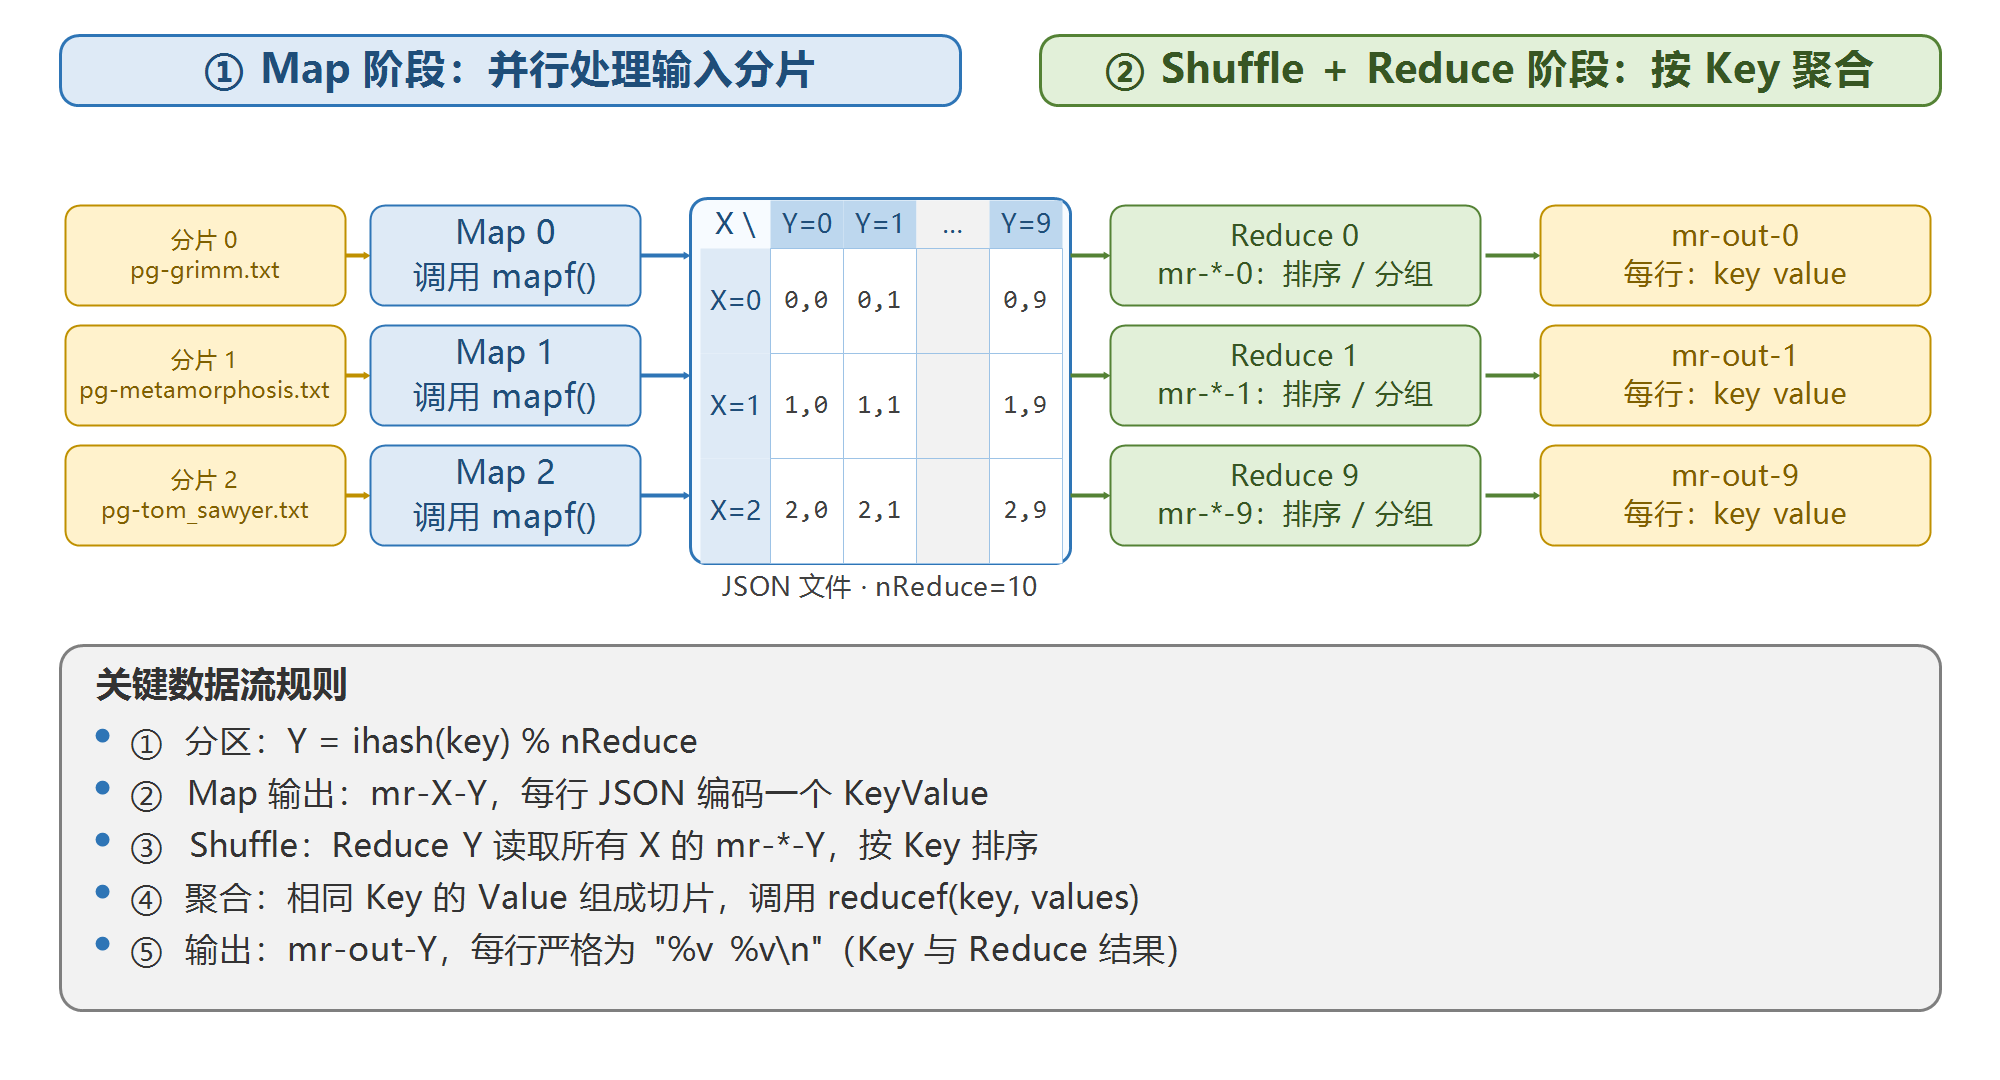 ① Map 阶段：并行处理输入分片
② Shuffle + Reduce 阶段：按 Key 聚合
分片 0
pg-grimm.txt
Map 0
调用 mapf()
分片 1
pg-metamorphosis.txt
Map 1
调用 mapf()
分片 2
pg-tom_sawyer.txt
Map 2
调用 mapf()
X \ Y=0 Y=1 ... Y=9
X=0 0,0 0,1 0,9
X=1 1,0 1,1 1,9
X=2 2,0 2,1 2,9
JSON 文件 · nReduce=10
Reduce 0
mr-*-0：排序 / 分组
mr-out-0
每行：key value
Reduce 1
mr-*-1：排序 / 分组
mr-out-1
每行：key value
Reduce 9
mr-*-9：排序 / 分组
mr-out-9
每行：key value
关键数据流规则
• ① 分区：Y = ihash(key) % nReduce
• ② Map 输出：mr-X-Y，每行 JSON 编码一个 KeyValue
• ③ Shuffle：Reduce Y 读取所有 X 的 mr-*-Y，按 Key 排序
• ④ 聚合：相同 Key 的 Value 组成切片，调用 reducef(key, values)
• ⑤ 输出：mr-out-Y，每行严格为 "%v %v\n"（Key 与 Reduce 结果）